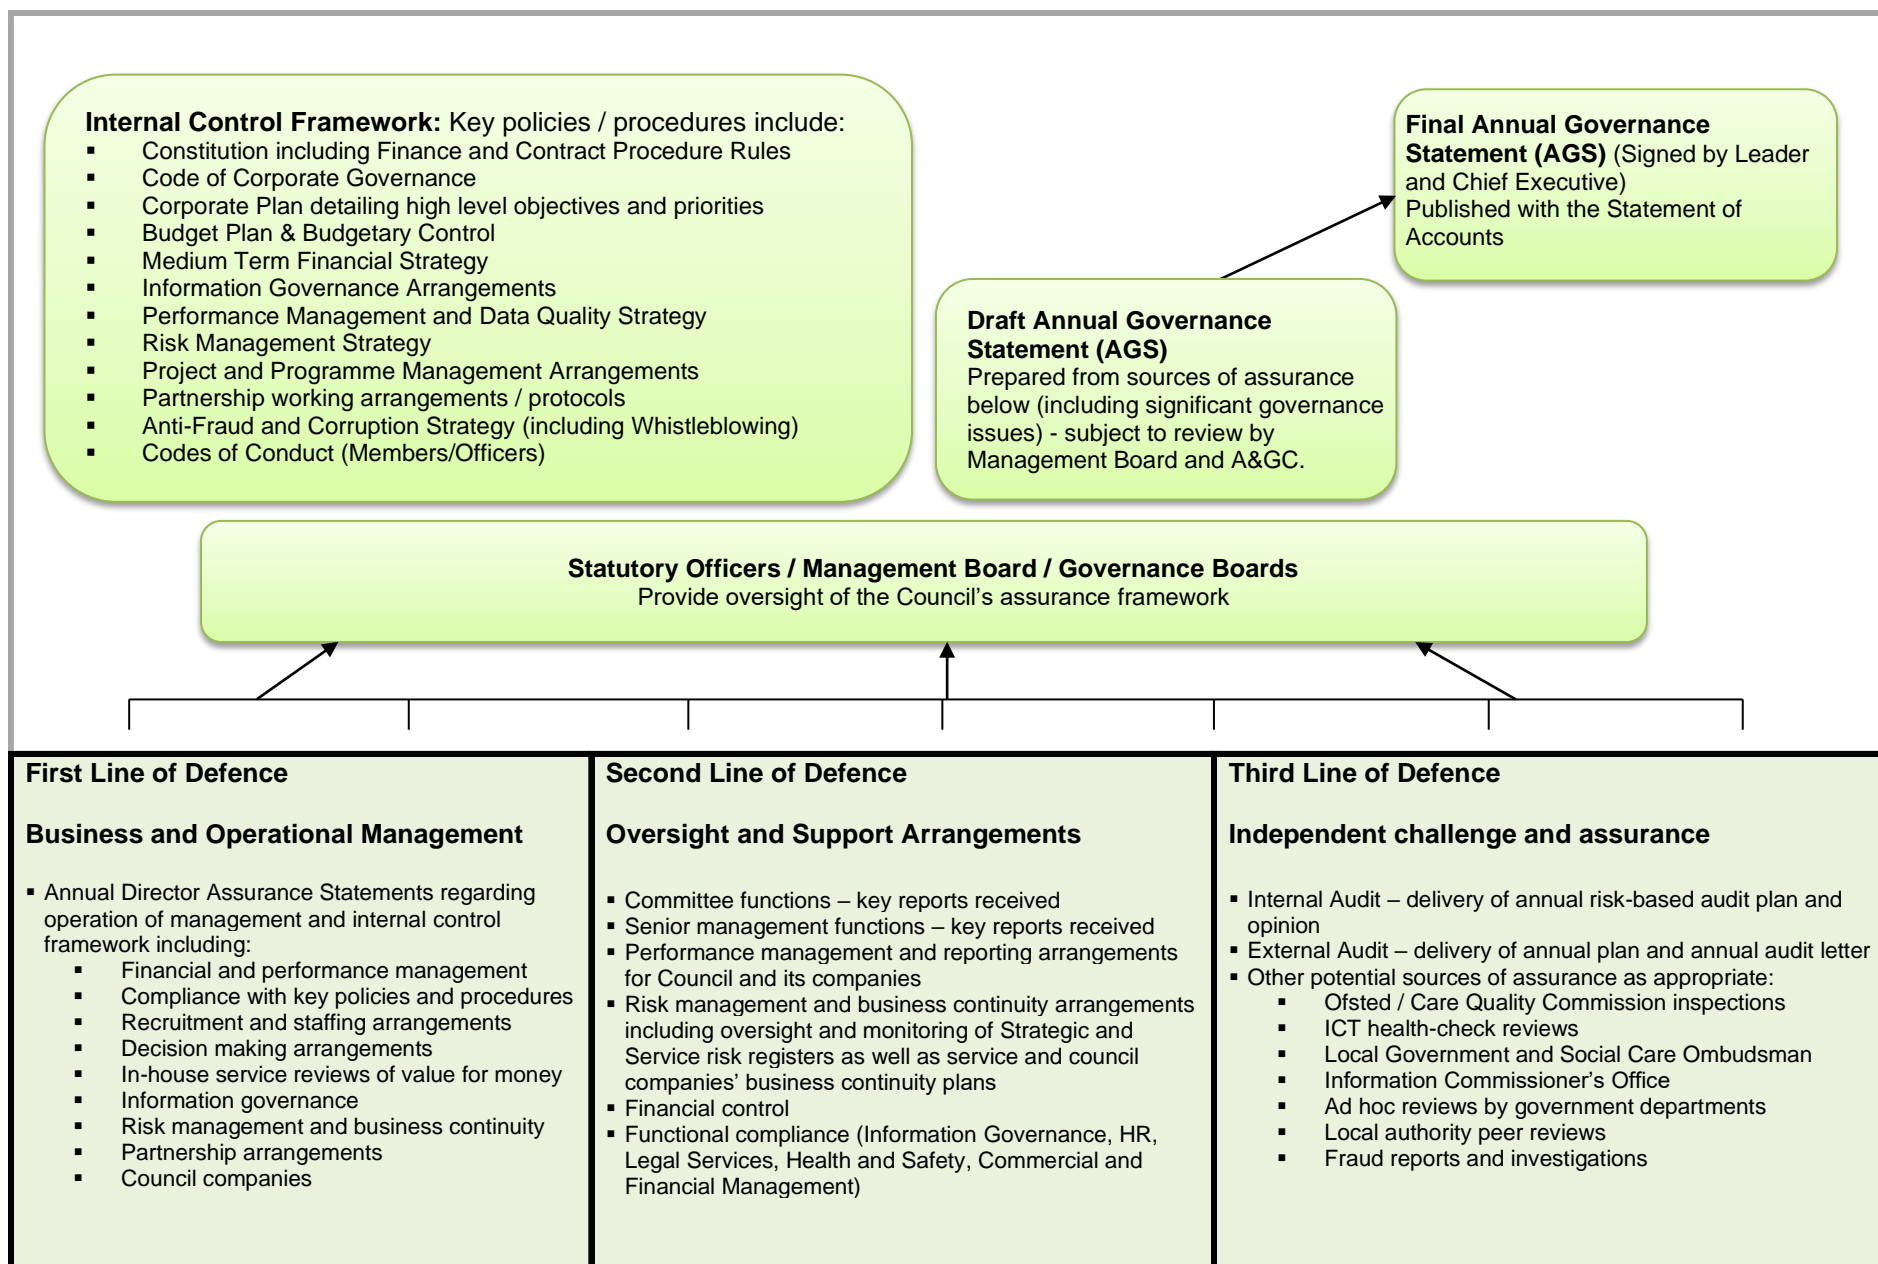 Internal Control Framework: Key policies / procedures include:
▪ Constitution including Finance and Contract Procedure Rules
▪ Code of Corporate Governance
▪ Corporate Plan detailing high level objectives and priorities
▪ Budget Plan & Budgetary Control
▪ Medium Term Financial Strategy
▪ Information Governance Arrangements
▪ Performance Management and Data Quality Strategy
▪ Risk Management Strategy
▪ Project and Programme Management Arrangements
▪ Partnership working arrangements / protocols
▪ Anti-Fraud and Corruption Strategy (including Whistleblowing)
▪ Codes of Conduct (Members/Officers)
Final Annual Governance
Statement (AGS) (Signed by Leader
and Chief Executive)
Published with the Statement of
Accounts
Draft Annual Governance
Statement (AGS)
Prepared from sources of assurance
below (including significant governance
issues) - subject to review by
Management Board and A&GC.
Statutory Officers / Management Board / Governance Boards
Provide oversight of the Council's assurance framework
First Line of Defence
Business and Operational Management
▪ Annual Director Assurance Statements regarding
operation of management and internal control
framework including:
▪ Financial and performance management
▪ Compliance with key policies and procedures
▪ Recruitment and staffing arrangements
▪ Decision making arrangements
▪ In-house service reviews of value for money
▪ Information governance
▪ Risk management and business continuity
▪ Partnership arrangements
▪ Council companies
Second Line of Defence
Oversight and Support Arrangements
▪ Committee functions – key reports received
▪ Senior management functions – key reports received
▪ Performance management and reporting arrangements
for Council and its companies
▪ Risk management and business continuity arrangements
including oversight and monitoring of Strategic and
Service risk registers as well as service and council
companies' business continuity plans
▪ Financial control
▪ Functional compliance (Information Governance, HR,
Legal Services, Health and Safety, Commercial and
Financial Management)
Third Line of Defence
Independent challenge and assurance
▪ Internal Audit – delivery of annual risk-based audit plan and
opinion
▪ External Audit – delivery of annual plan and annual audit letter
▪ Other potential sources of assurance as appropriate:
▪ Ofsted / Care Quality Commission inspections
▪ ICT health-check reviews
▪ Local Government and Social Care Ombudsman
▪ Information Commissioner's Office
▪ Ad hoc reviews by government departments
▪ Local authority peer reviews
▪ Fraud reports and investigations